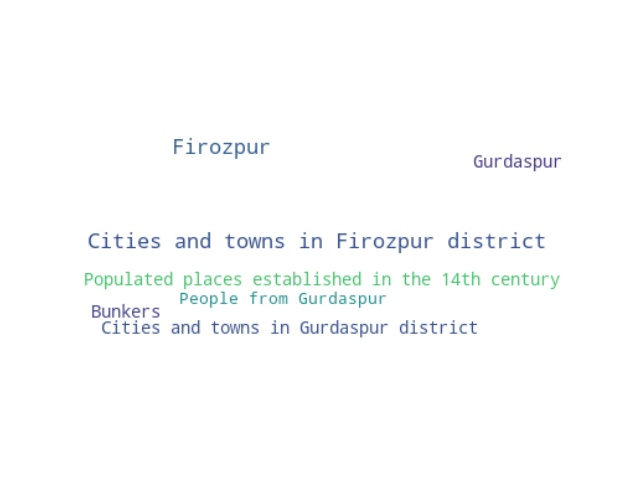 Firozpur
Gurdaspur
Cities and towns in Firozpur district
Populated places established in the 14th century
People from Gurdaspur
Bunkers
Cities and towns in Gurdaspur district